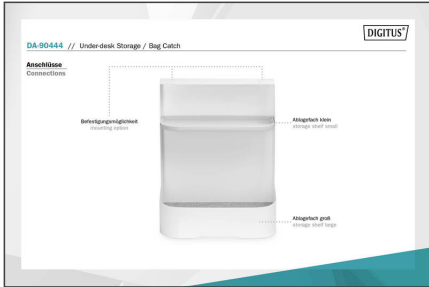 DIGITUS®
DA-90444 // Under-desk Storage / Bag Catch
Anschlüsse
Connections
Befestigungsmöglichkeit
mounting option
Ablagefach klein
storage shelf small
Ablagefach groß
storage shelf large